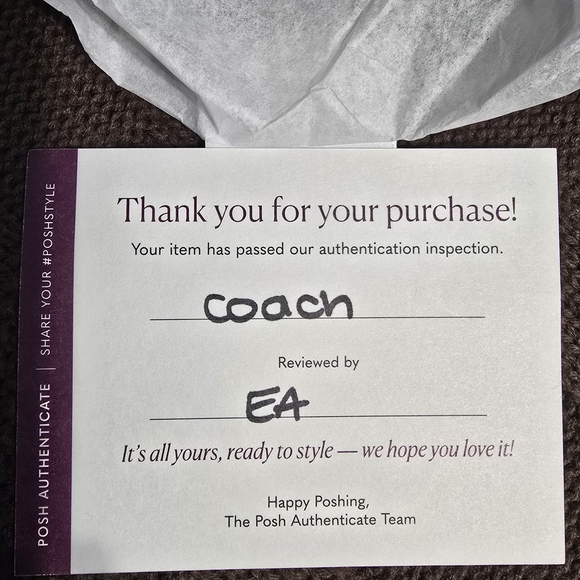 Thank you for your purchase!
Your item has passed our authentication inspection.
coach
Reviewed by
EA
It's all yours, ready to style — we hope you love it!
Happy Poshing,
The Posh Authenticate Team
POSH AUTHENTICATE | SHARE YOUR #POSHSTYLE